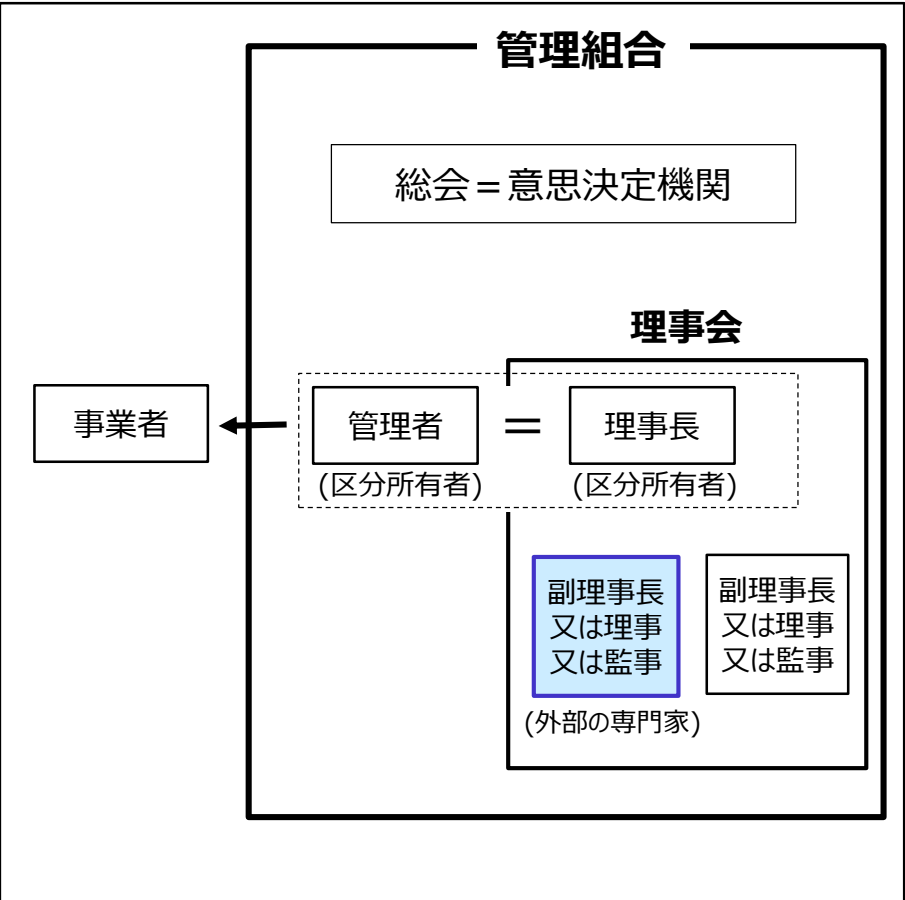 管理組合
総会＝意思決定機関
理事会
事業者
管理者
＝
理事長
(区分所有者)
(区分所有者)
副理事長
又は理事
又は監事
(外部の専門家)
副理事長
又は理事
又は監事